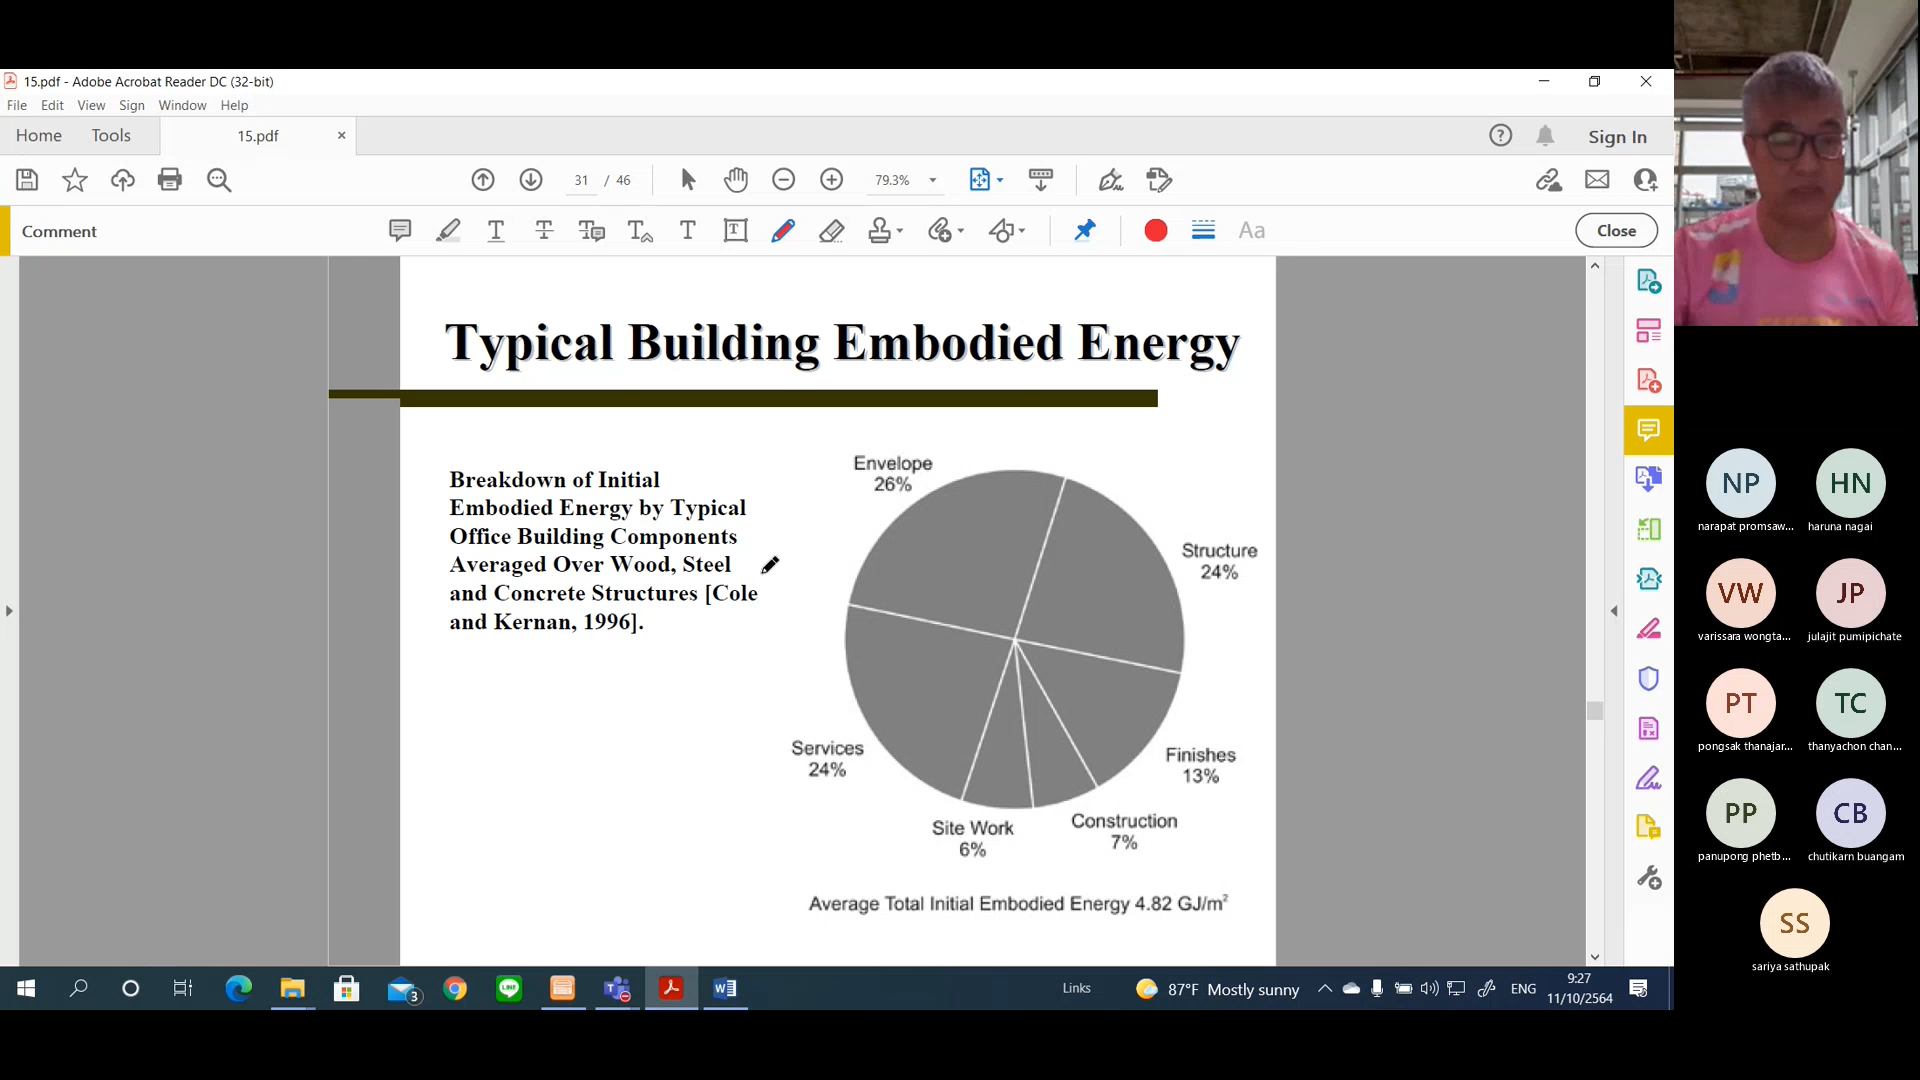 15.pdf - Adobe Acrobat Reader DC (32-bit)
File Edit View Sign Window Help
Home Tools 15.pdf × Sign In
31 / 46 79.3%
Comment Aa Close
Typical Building Embodied Energy
Breakdown of Initial
Embodied Energy by Typical
Office Building Components
Averaged Over Wood, Steel
and Concrete Structures [Cole
and Kernan, 1996].
Envelope
26%
Structure
24%
Finishes
13%
Construction
7%
Site Work
6%
Services
24%
Average Total Initial Embodied Energy 4.82 GJ/m²
NP
narapat promsaw...
HN
haruna nagai
VW
varissara wongta...
JP
julajit pumipichate
PT
pongsak thanajar...
TC
thanyachon chan...
PP
panupong phetb...
CB
chutikarn buangam
SS
sariya sathupak
3
LINE
Links
87°F Mostly sunny
ENG
9:27
11/10/2564